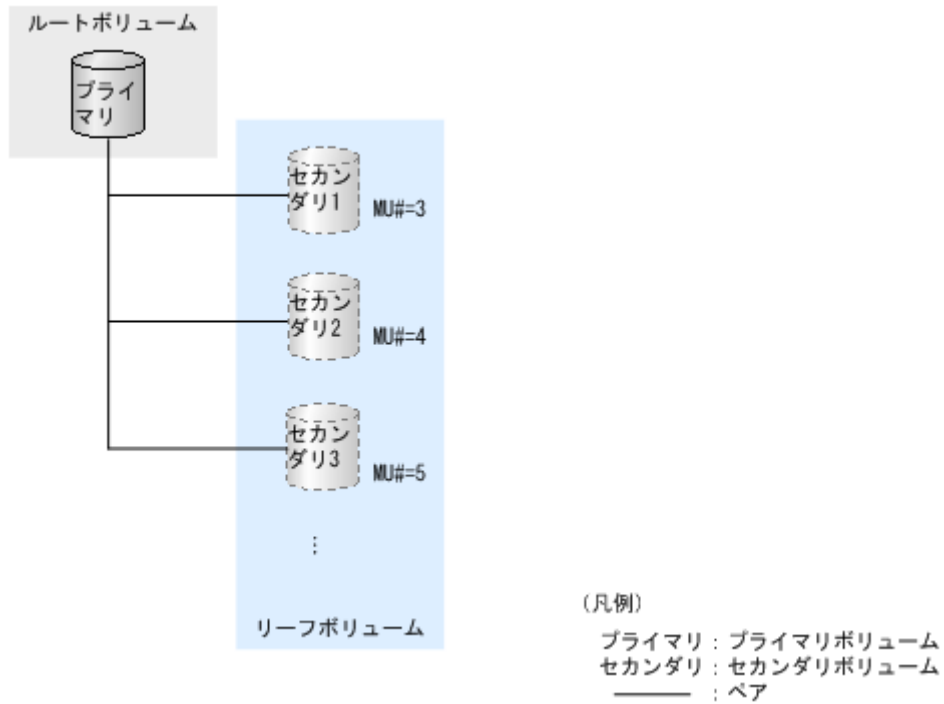 ルートボリューム
プライ
マリ
セカン
ダリ1
MU#=3
セカン
ダリ2
MU#=4
セカン
ダリ3
MU#=5
⋮
リーフボリューム
(凡例)
プライマリ：プライマリボリューム
セカンダリ：セカンダリボリューム
：ペア